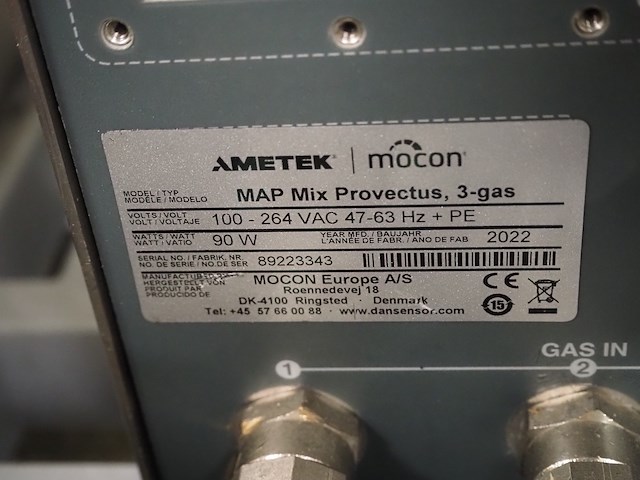 AMETEK | mocon®
MODEL / TYP MAP Mix Provectus, 3-gas
MODÈLE / MODELO
VOLTS / VOLT 100 - 264 VAC 47-63 Hz + PE
VOLT / VOLTAJE
WATTS / WATT 90 W YEAR MFD. / BAUJAHR 2022
WATT / VATIO L'ANNÉE DE FABR. / ANO DE FAB
SERIAL NO. / FABRIK. NR. 89223343
NO. DE SERIE / NO DE SER
MANUFACTURED MOCON Europe A/S
HERGESTELLT VON Roennedevej 18
PRODUIT PAR DK-4100 Ringsted · Denmark
PRODUCIDO DE
Tel: +45 57 66 00 88 · www.dansensor.com
CE
15
GAS IN
1 2